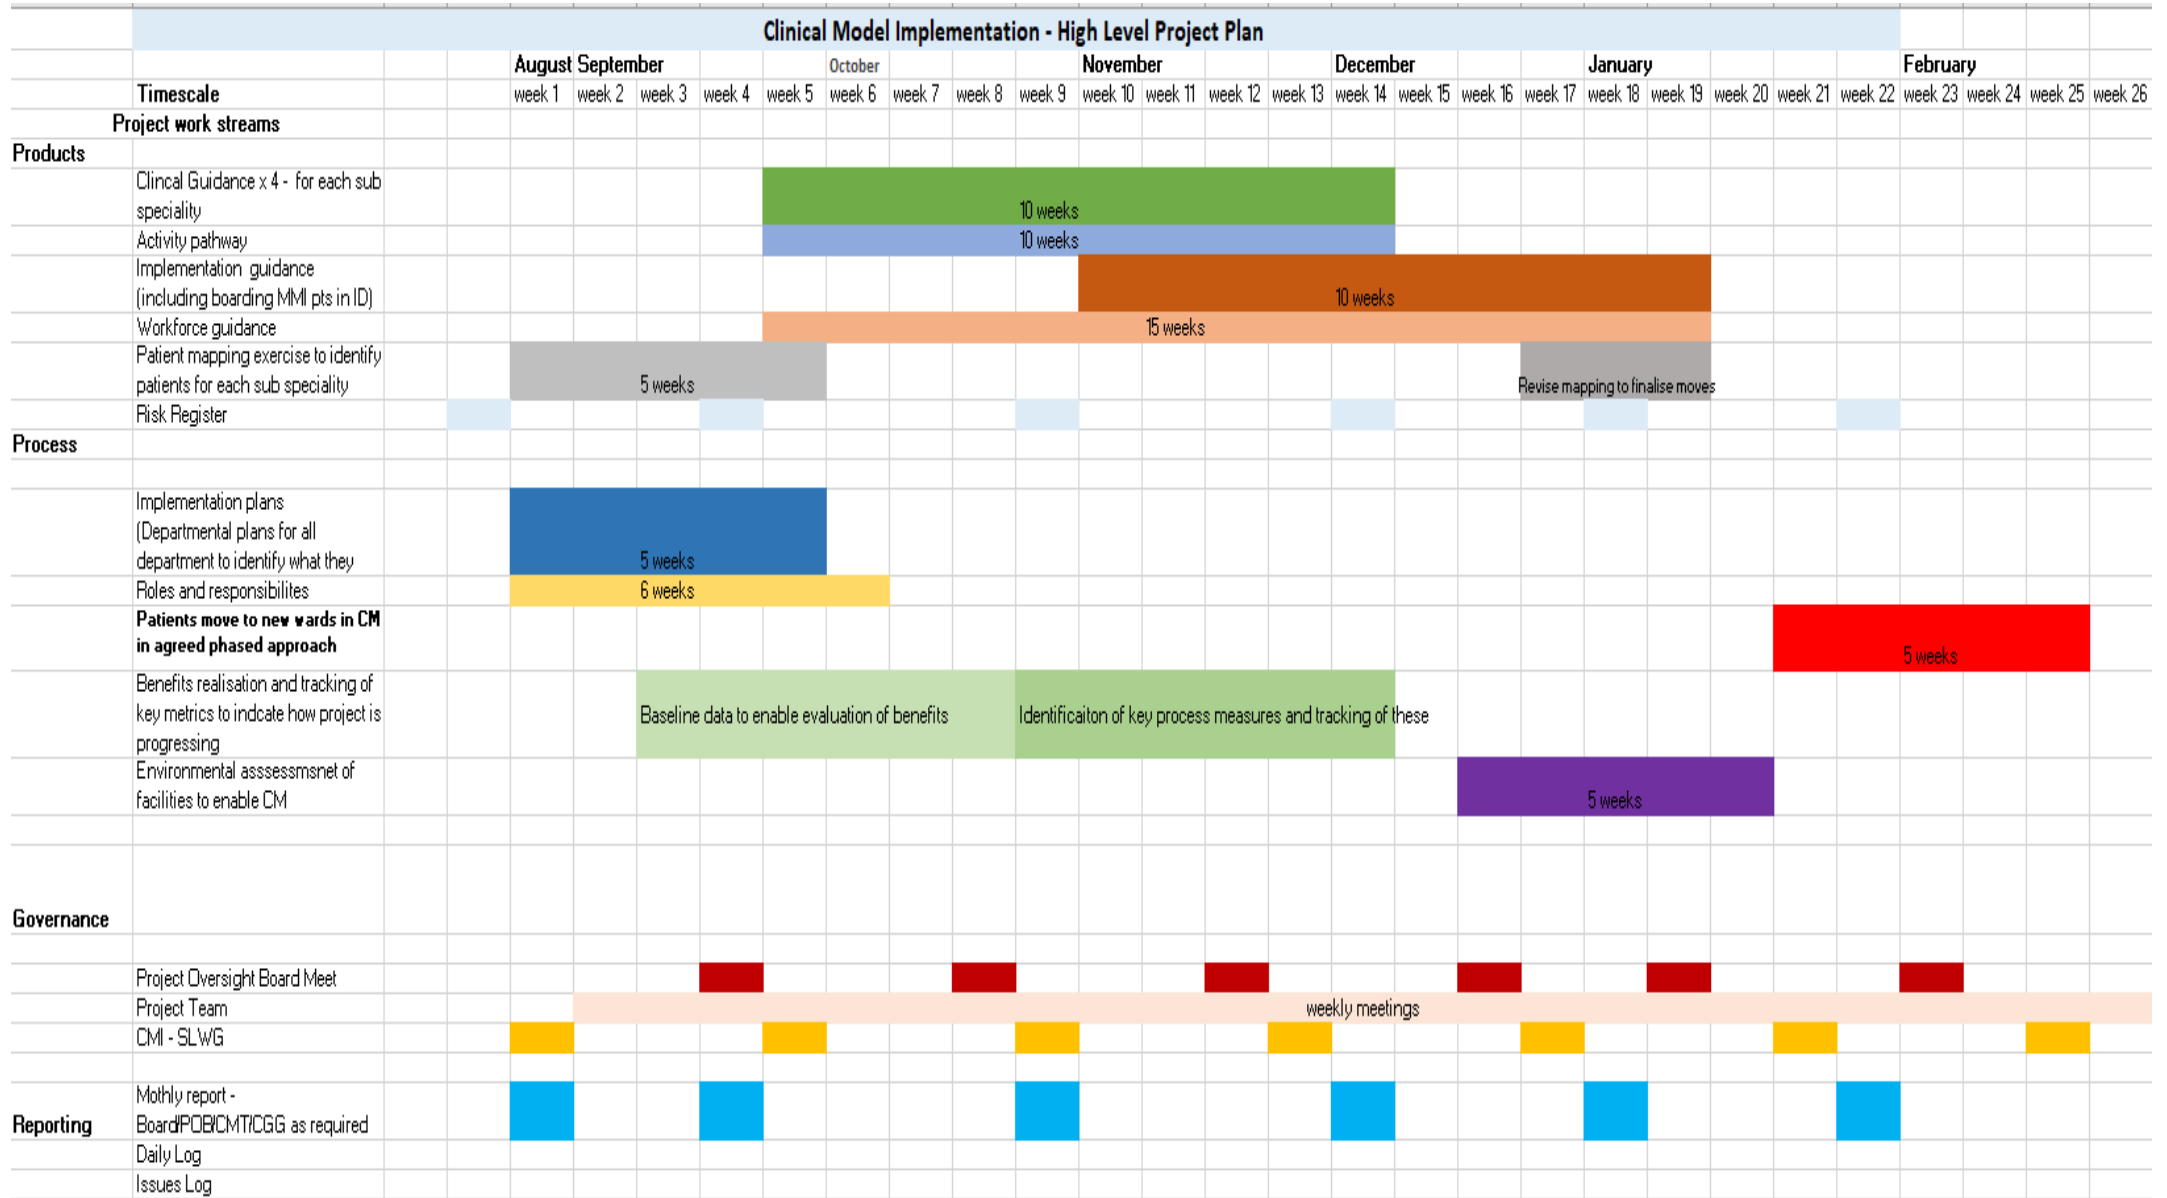 Clinical Model Implementation - High Level Project Plan
August September October November December January February
Timescale week 1 week 2 week 3 week 4 week 5 week 6 week 7 week 8 week 9 week 10 week 11 week 12 week 13 week 14 week 15 week 16 week 17 week 18 week 19 week 20 week 21 week 22 week 23 week 24 week 25 week 26
Project work streams
Products
Clincal Guidance x 4 - for each sub
speciality 10 weeks
Activity pathway 10 weeks
Implementation guidance
(including boarding MMI pts in ID) 10 weeks
Workforce guidance 15 weeks
Patient mapping exercise to identify
patients for each sub speciality 5 weeks Revise mapping to finalise moves
Risk Register
Process
Implementation plans
(Departmental plans for all
department to identify what they 5 weeks
Roles and responsibilites 6 weeks
Patients move to new wards in CM
in agreed phased approach 5 weeks
Benefits realisation and tracking of
key metrics to indcate how project is Baseline data to enable evaluation of benefits Identificaiton of key process measures and tracking of these
progressing
Environmental asssessmsnet of
facilities to enable CM 5 weeks
Governance
Project Oversight Board Meet
Project Team weekly meetings
CMI - SLWG
Mothly report -
Reporting Board/POB/CMT/CGG as required
Daily Log
Issues Log